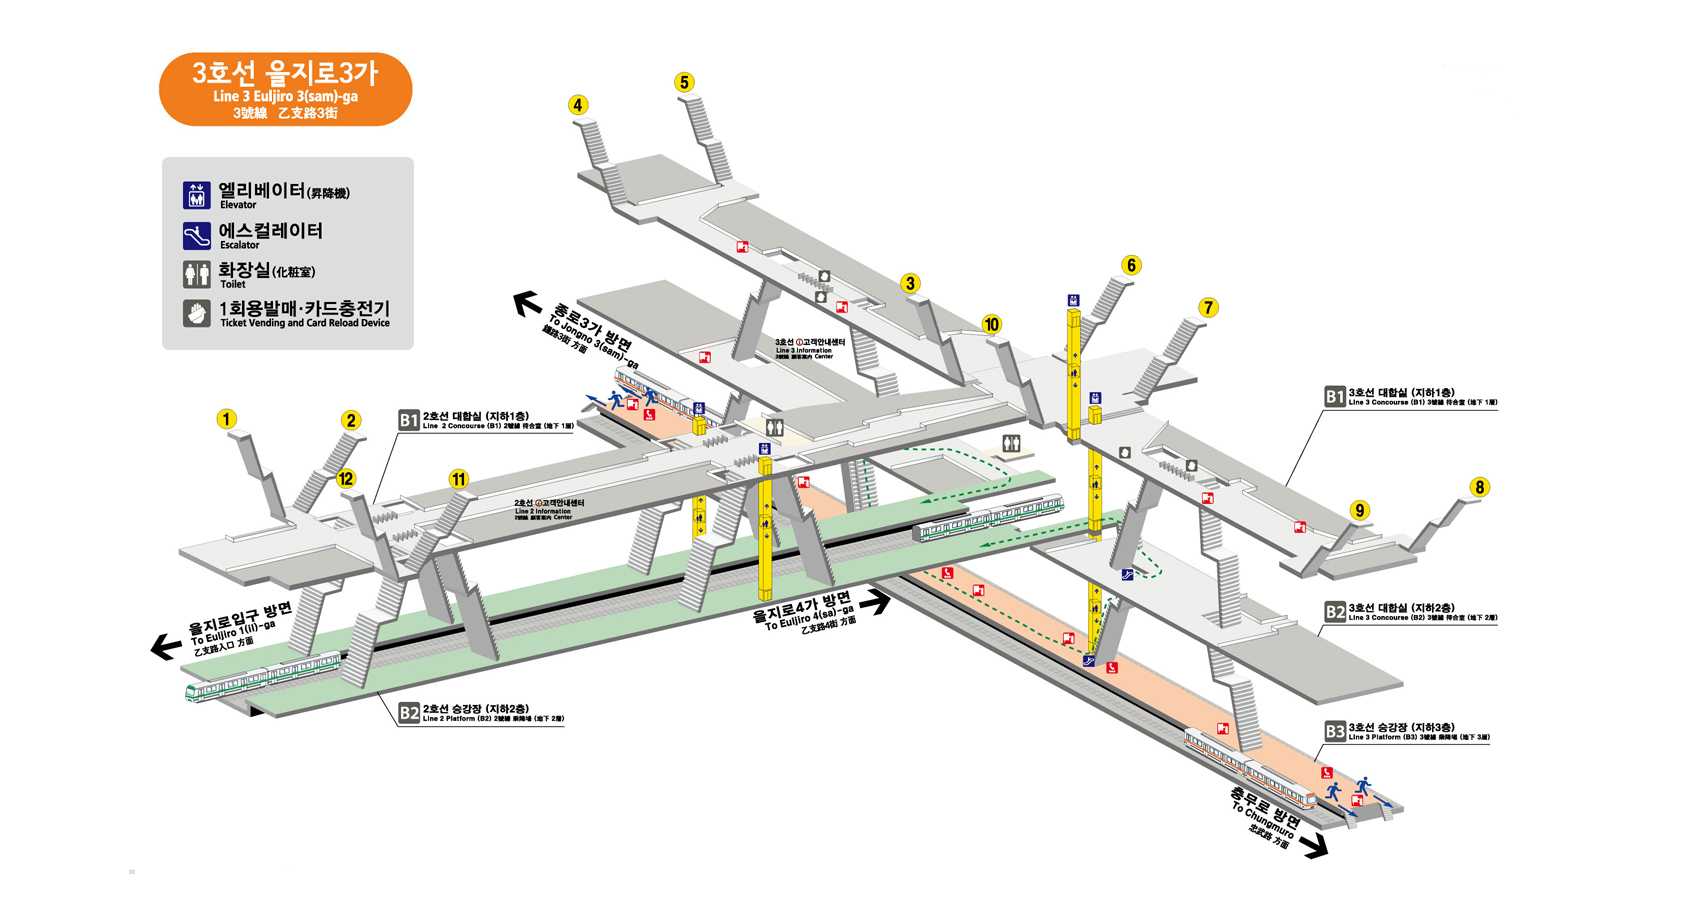 3호선 을지로3가
Line 3 Euljiro 3(sam)-ga
3號線 乙支路3街
엘리베이터(昇降機)
Elevator
에스컬레이터
Escalator
화장실(化粧室)
Toilet
1회용발매·카드충전기
Ticket Vending and Card Reload Device
4
5
6
7
3
10
종로3가 방면
To Jongno 3(sam)-ga
鍾路3街 方面
3호선 i고객안내센터
Line 3 Information
3號線 顧客案內 Center
B1
3호선 대합실 (지하1층)
Line 3 Concourse (B1) 3號線 待合室 (地下 1層)
1
2
12
11
B1
2호선 대합실 (지하1층)
Line 2 Concourse (B1) 2號線 待合室 (地下 1層)
2호선 i고객안내센터
Line 2 Information
2號線 顧客案內 Center
8
9
을지로입구 방면
To Euljiro 1(il)-ga
乙支路入口 方面
을지로4가 방면
To Euljiro 4(sa)-ga
乙支路4街 方面
B2
3호선 대합실 (지하2층)
Line 3 Concourse (B2) 3號線 待合室 (地下 2層)
B2
2호선 승강장 (지하2층)
Line 2 Platform (B2) 2號線 乘降場 (地下 2層)
B3
3호선 승강장 (지하3층)
Line 3 Platform (B3) 3號線 乘降場 (地下 3層)
충무로 방면
To Chungmuro
忠武路 方面